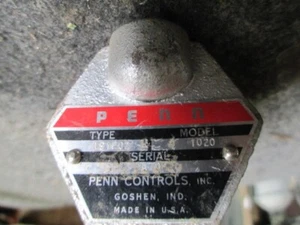 PENN
TYPE MODEL
1020
SERIAL
PENN CONTROLS, INC.
GOSHEN, IND.
MADE IN U.S.A.